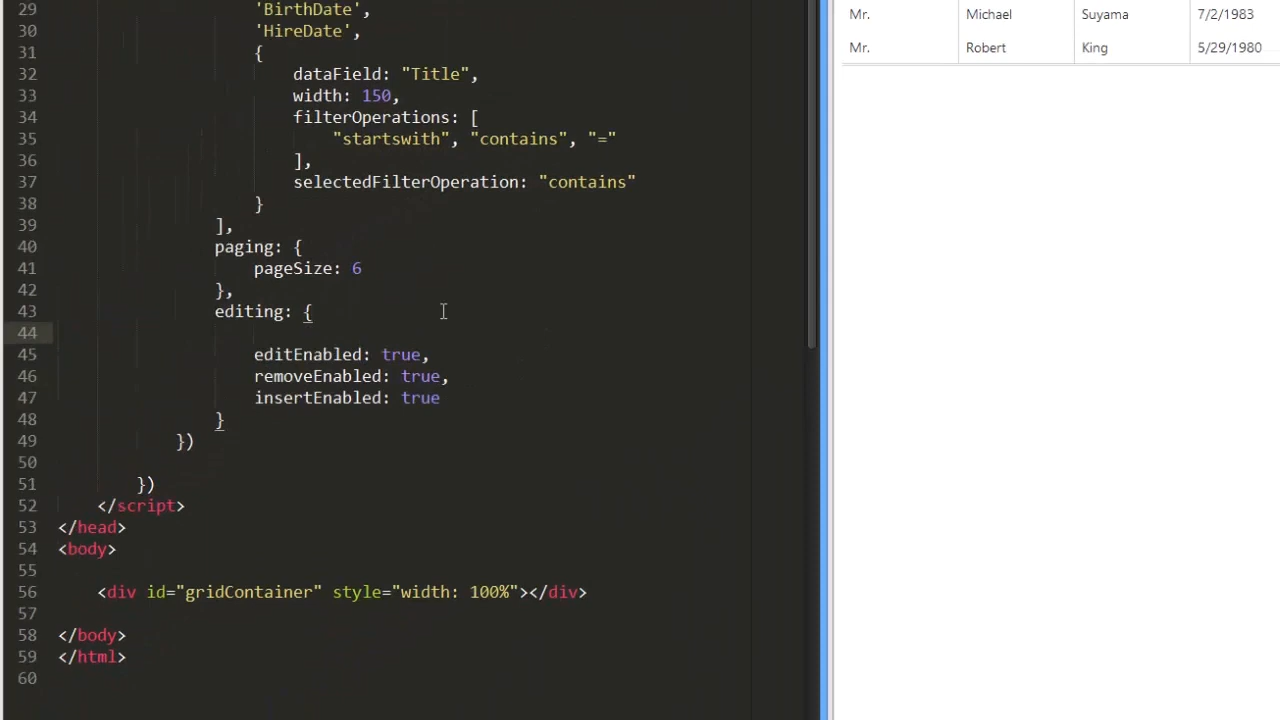 29 'BirthDate',
30 'HireDate',
31 {
32 dataField: "Title",
33 width: 150,
34 filterOperations: [
35 "startswith", "contains", "="
36 ],
37 selectedFilterOperation: "contains"
38 }
39 ],
40 paging: {
41 pageSize: 6
42 },
43 editing: {
44
45 editEnabled: true,
46 removeEnabled: true,
47 insertEnabled: true
48 }
49 })
50
51 })
52 </script>
53 </head>
54 <body>
55
56 <div id="gridContainer" style="width: 100%"></div>
57
58 </body>
59 </html>
60
Mr. Michael Suyama 7/2/1983
Mr. Robert King 5/29/1980